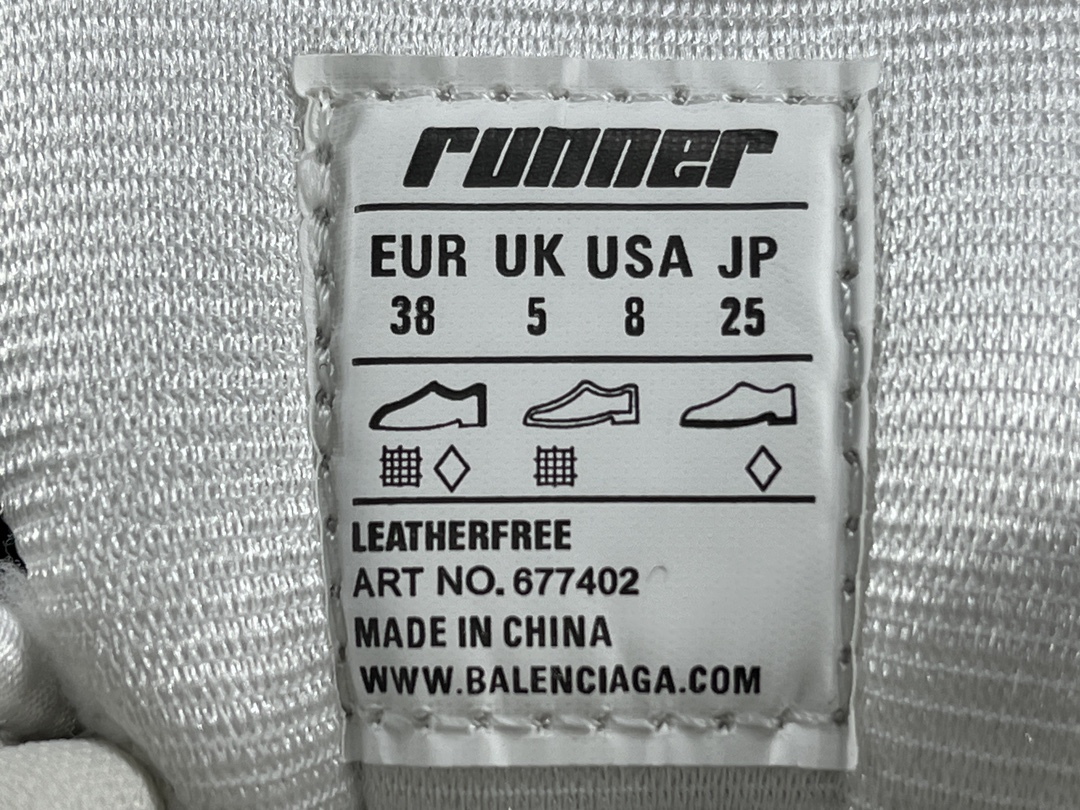 runner
EUR UK USA JP
38 5 8 25
LEATHERFREE
ART NO. 677402
MADE IN CHINA
WWW.BALENCIAGA.COM